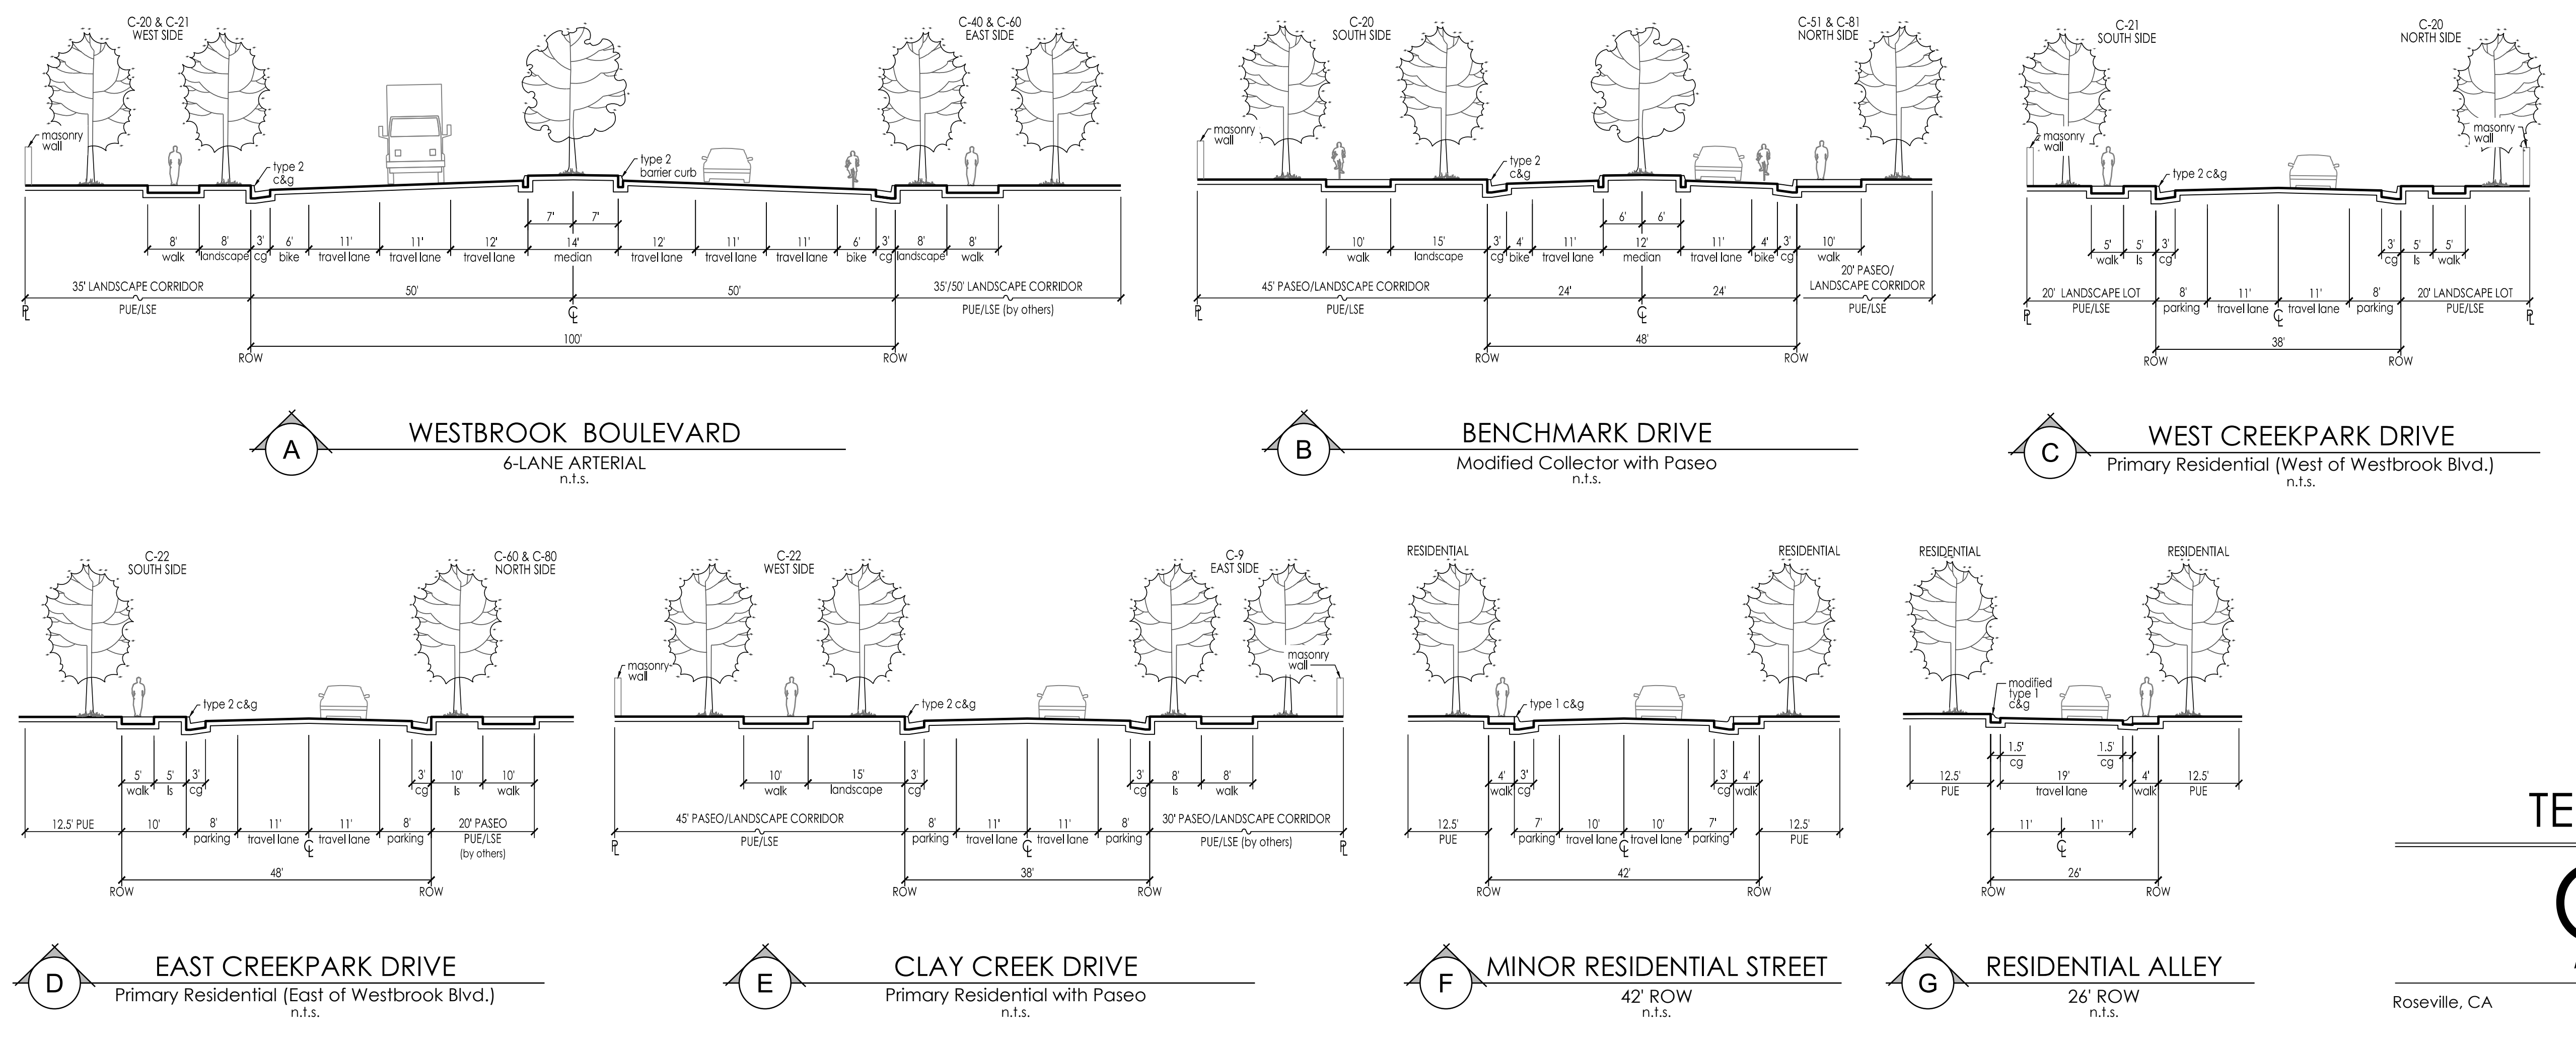 C-20 & C-21
WEST SIDE
C-40 & C-60
EAST SIDE
masonry
wall
type 2
c&g
type 2
barrier curb
7' 7'
8' 8' 3' 6' 11' 11' 12' 14' 12' 11' 11' 6' 3' 8' 8'
walk landscape cg bike travel lane travel lane travel lane median travel lane travel lane travel lane bike cg landscape walk
35' LANDSCAPE CORRIDOR 50' 50' 35'/50' LANDSCAPE CORRIDOR
PUE/LSE PUE/LSE (by others)
PL CL
100'
ROW ROW
A
WESTBROOK BOULEVARD
6-LANE ARTERIAL
n.t.s.
C-20
SOUTH SIDE
C-51 & C-81
NORTH SIDE
masonry
wall
type 2
c&g
6' 6'
10' 15' 3' 4' 11' 12' 11' 4' 3' 10'
walk landscape cg bike travel lane median travel lane bike cg walk
45' PASEO/LANDSCAPE CORRIDOR 24' 24' 20' PASEO/
LANDSCAPE CORRIDOR
PUE/LSE PUE/LSE
PL CL
48'
ROW ROW
B
BENCHMARK DRIVE
Modified Collector with Paseo
n.t.s.
C-21
SOUTH SIDE
C-20
NORTH SIDE
masonry
wall
masonry
wall
type 2 c&g
5' 5' 3' 3' 5' 5'
walk ls cg cg ls walk
20' LANDSCAPE LOT 8' 11' 11' 8' 20' LANDSCAPE LOT
PUE/LSE parking travel lane travel lane parking PUE/LSE
PL CL PL
38'
ROW ROW
C
WEST CREEKPARK DRIVE
Primary Residential (West of Westbrook Blvd.)
n.t.s.
C-22
SOUTH SIDE
C-60 & C-80
NORTH SIDE
type 2 c&g
5' 5' 3' 3' 10' 10'
walk ls cg cg ls walk
12.5' PUE 10' 8' 11' 11' 8' 20' PASEO
parking travel lane travel lane parking PUE/LSE
CL (by others)
48'
ROW ROW
D
EAST CREEKPARK DRIVE
Primary Residential (East of Westbrook Blvd.)
n.t.s.
C-22
WEST SIDE
C-9
EAST SIDE
masonry
wall
masonry
wall
type 2 c&g
10' 15' 3' 3' 8' 8'
walk landscape cg cg ls walk
45' PASEO/LANDSCAPE CORRIDOR 8' 11' 11' 8' 30' PASEO/LANDSCAPE CORRIDOR
PUE/LSE parking travel lane travel lane parking PUE/LSE (by others)
PL CL PL
38'
ROW ROW
E
CLAY CREEK DRIVE
Primary Residential with Paseo
n.t.s.
RESIDENTIAL RESIDENTIAL
type 1 c&g
4' 3' 3' 4'
walk cg cg walk
12.5' 7' 10' 10' 7' 12.5'
PUE parking travel lane travel lane parking PUE
CL
42'
ROW ROW
F
MINOR RESIDENTIAL STREET
42' ROW
n.t.s.
RESIDENTIAL RESIDENTIAL
modified
type 1
c&g
1.5' 1.5'
cg cg
12.5' 19' 4' 12.5'
PUE travel lane walk PUE
11' 11'
CL
26'
ROW ROW
G
RESIDENTIAL ALLEY
26' ROW
n.t.s.
TE
Roseville, CA